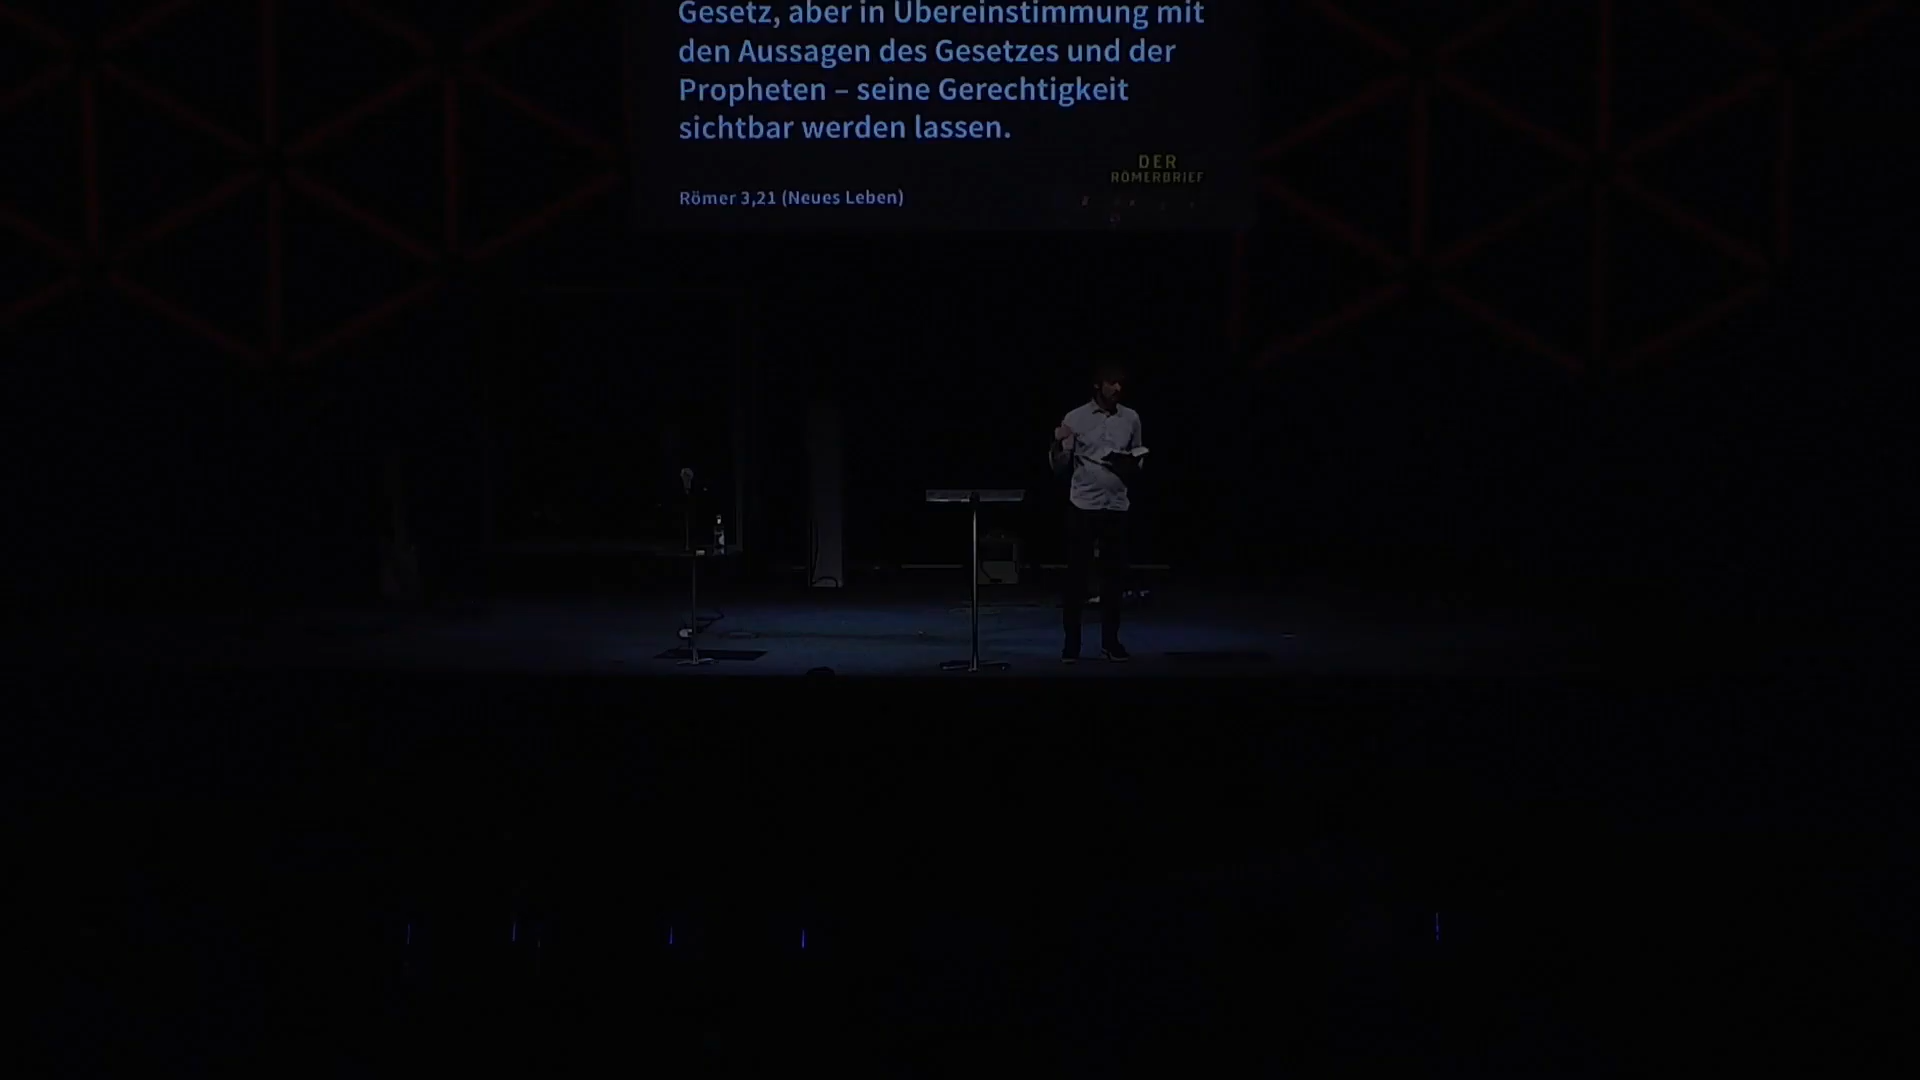 Gesetz, aber in Übereinstimmung mit
den Aussagen des Gesetzes und der
Propheten – seine Gerechtigkeit
sichtbar werden lassen.
DER
RÖMERBRIEF
Römer 3,21 (Neues Leben)